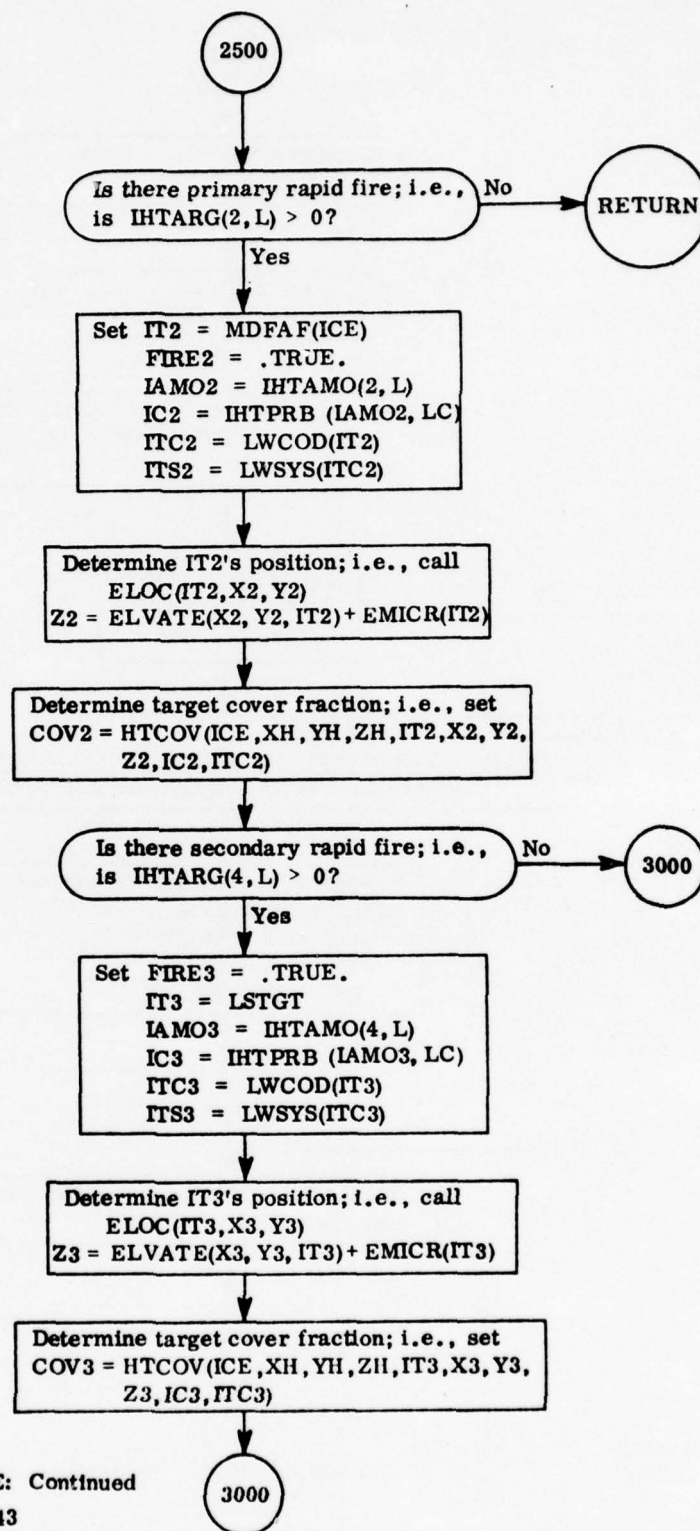 2500
Is there primary rapid fire; i.e.,
is IHTARG(2,L) > 0?
No
RETURN
Yes
Set IT2 = MDFAF(ICE)
FIRE2 = .TRUE.
IAMO2 = IHTAMO(2, L)
IC2 = IHTPRB (IAMO2, LC)
ITC2 = LWCOD(IT2)
ITS2 = LWSYS(ITC2)
Determine IT2's position; i.e., call
ELOC(IT2,X2,Y2)
Z2 = ELVATE(X2, Y2, IT2)+ EMICR(IT2)
Determine target cover fraction; i.e., set
COV2 = HTCOV(ICE,XH,YH,ZH,IT2,X2,Y2,
Z2,IC2,ITC2)
Is there secondary rapid fire; i.e.,
is IHTARG(4,L) > 0?
No
3000
Yes
Set FIRE3 = .TRUE.
IT3 = LSTGT
IAMO3 = IHTAMO(4, L)
IC3 = IHTPRB (IAMO3, LC)
ITC3 = LWCOD(IT3)
ITS3 = LWSYS(ITC3)
Determine IT3's position; i.e., call
ELOC(IT3,X3,Y3)
Z3 = ELVATE(X3, Y3, IT3)+ EMICR(IT3)
Determine target cover fraction; i.e., set
COV3 = HTCOV(ICE,XH,YH,ZH,IT3,X3,Y3,
Z3,IC3,ITC3)
: Continued
3000